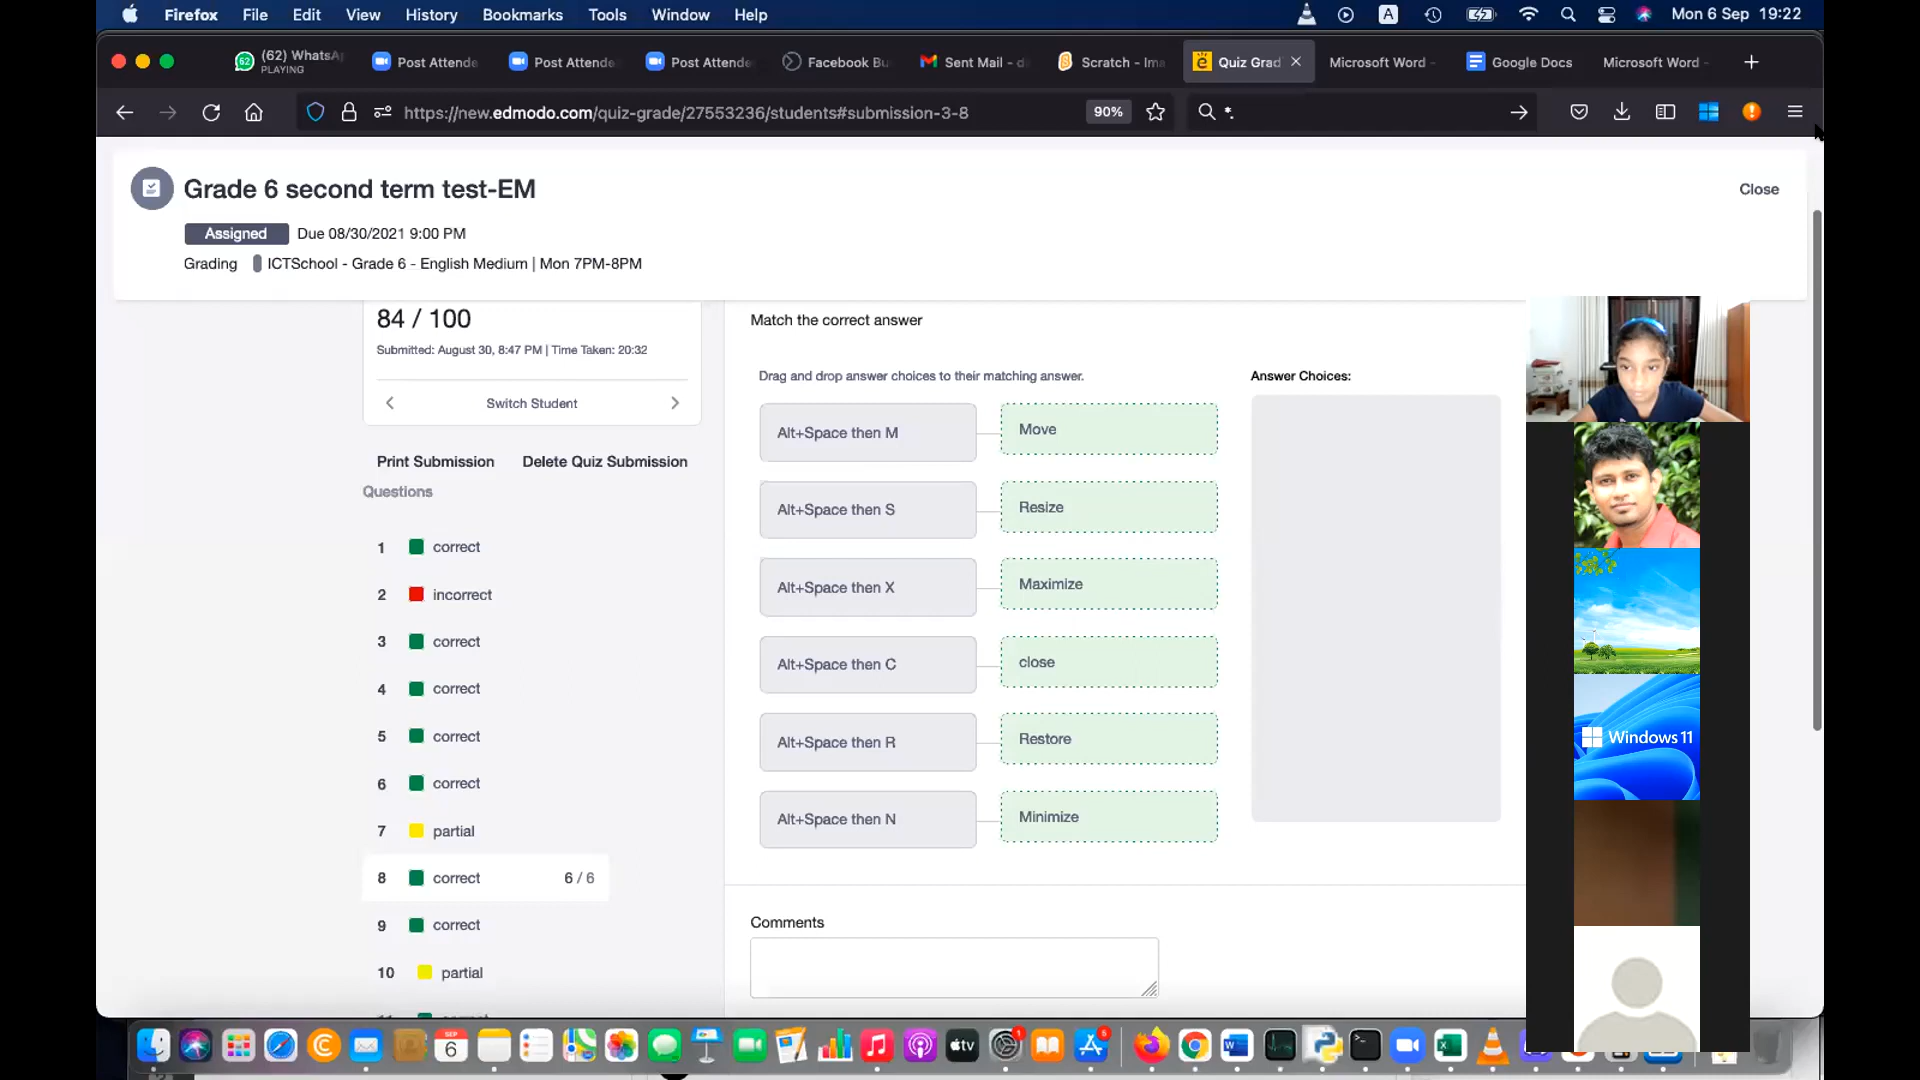 Firefox File Edit View History Bookmarks Tools Window Help A Mon 6 Sep 19:22
62 (62) WhatsAp Post Attende Post Attende Post Attende Facebook Bu Sent Mail - d Scratch - Ima Quiz Grad Microsoft Word - Google Docs Microsoft Word -
PLAYING
https://new.edmodo.com/quiz-grade/27553236/students#submission-3-8 90% *.
Grade 6 second term test-EM Close
Assigned Due 08/30/2021 9:00 PM
Grading ICTSchool - Grade 6 - English Medium | Mon 7PM-8PM
84 / 100
Submitted: August 30, 8:47 PM | Time Taken: 20:32
Switch Student
Print Submission Delete Quiz Submission
Questions
1 correct
2 incorrect
3 correct
4 correct
5 correct
6 correct
7 partial
8 correct 6 / 6
9 correct
10 partial
Match the correct answer
Drag and drop answer choices to their matching answer. Answer Choices:
Alt+Space then M Move
Alt+Space then S Resize
Alt+Space then X Maximize
Alt+Space then C close
Alt+Space then R Restore
Alt+Space then N Minimize
Comments
Windows 11
SEP
6
tv
1
5